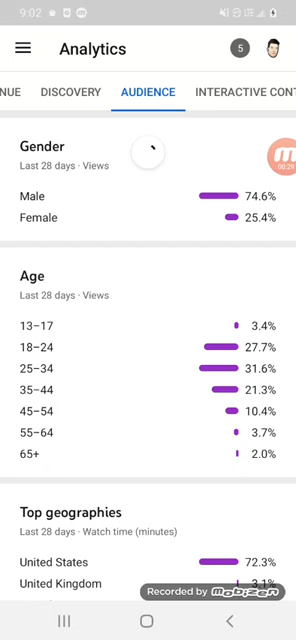 9:02
Analytics
5
NUE DISCOVERY AUDIENCE INTERACTIVE CONT
Gender
Last 28 days · Views
00:29
Male 74.6%
Female 25.4%
Age
Last 28 days · Views
13–17 3.4%
18–24 27.7%
25–34 31.6%
35–44 21.3%
45–54 10.4%
55–64 3.7%
65+ 2.0%
Top geographies
Last 28 days · Watch time (minutes)
United States 72.3%
United Kingdom 3.1%
Recorded by mobizen